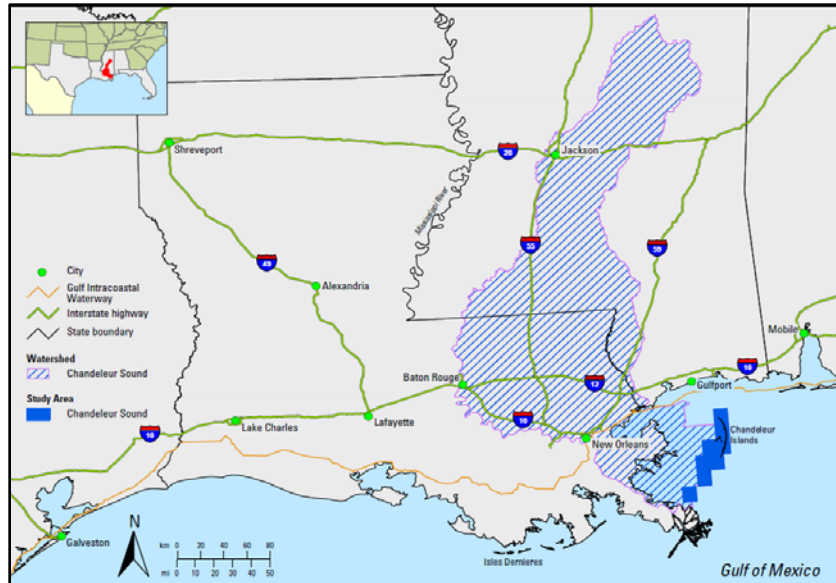 20
Shreveport
Jackson
Mississippi River
55
59
49
City
Gulf Intracoastal
Waterway
Interstate highway
State boundary
Watershed
Chandeleur Sound
Study Area
Chandeleur Sound
Alexandria
Mobile
10
Baton Rouge
12
Gulfport
10
Lafayette
Lake Charles
10
New Orleans
Chandeleur
Islands
N
km 0 20 40 60 80
mi 0 10 20 30 40 50
Galveston
Isles Dernieres
Gulf of Mexico